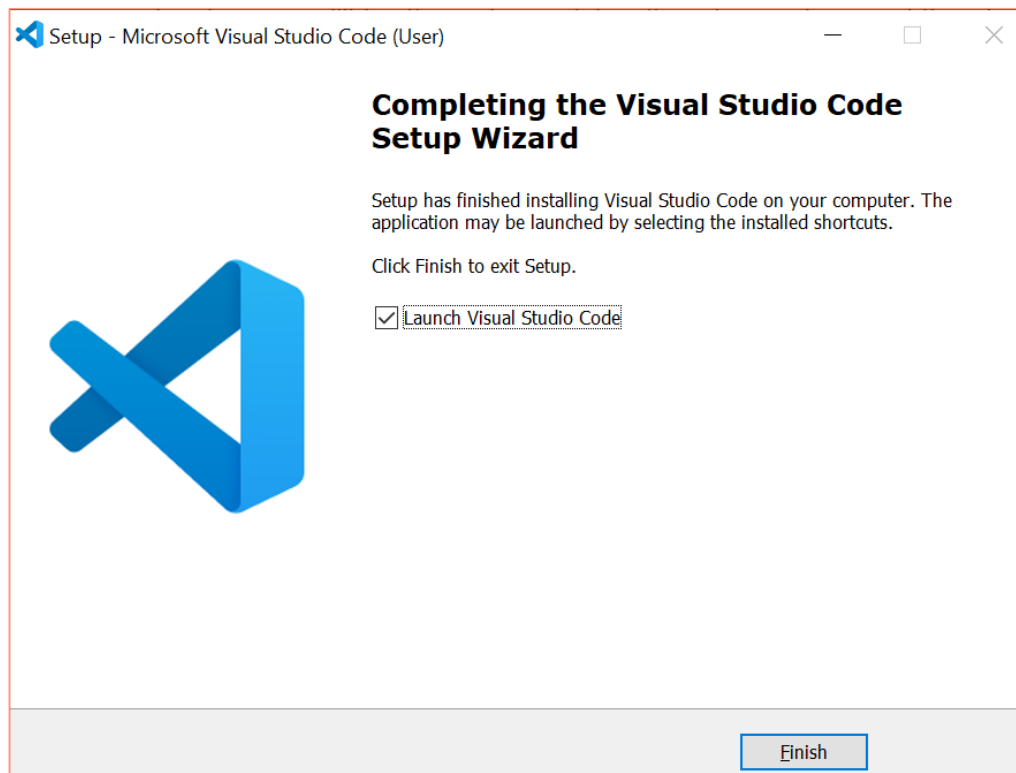 Setup - Microsoft Visual Studio Code (User)
Completing the Visual Studio Code
Setup Wizard
Setup has finished installing Visual Studio Code on your computer. The
application may be launched by selecting the installed shortcuts.
Click Finish to exit Setup.
Launch Visual Studio Code
Finish